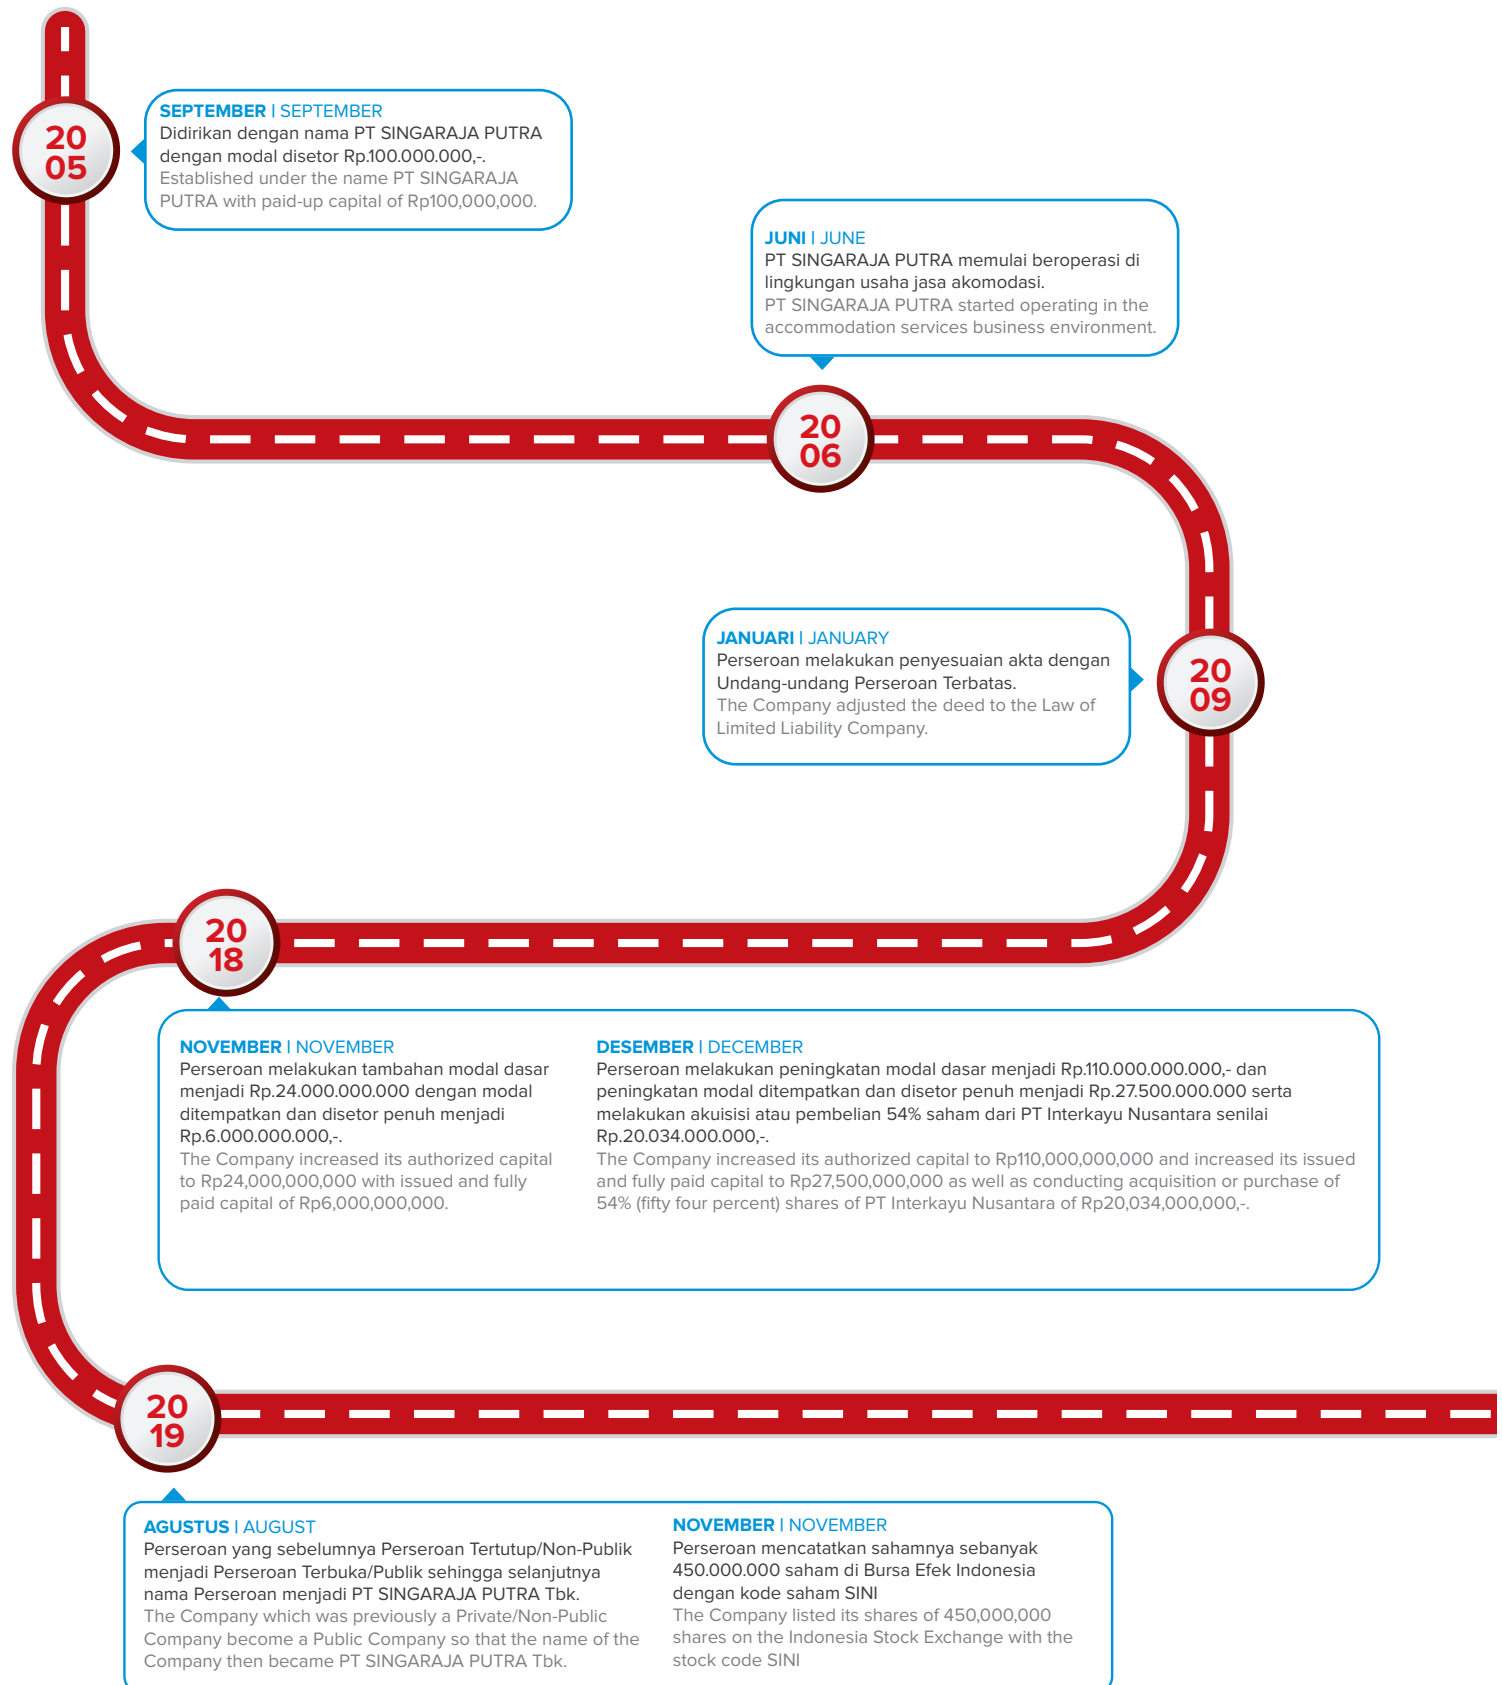 20
05
SEPTEMBER | SEPTEMBER
Didirikan dengan nama PT SINGARAJA PUTRA
dengan modal disetor Rp.100.000.000,-.
Established under the name PT SINGARAJA
PUTRA with paid-up capital of Rp100,000,000.
JUNI | JUNE
PT SINGARAJA PUTRA memulai beroperasi di
lingkungan usaha jasa akomodasi.
PT SINGARAJA PUTRA started operating in the
accommodation services business environment.
20
06
JANUARI | JANUARY
Perseroan melakukan penyesuaian akta dengan
Undang-undang Perseroan Terbatas.
The Company adjusted the deed to the Law of
Limited Liability Company.
20
09
20
18
NOVEMBER | NOVEMBER
Perseroan melakukan tambahan modal dasar
menjadi Rp.24.000.000.000 dengan modal
ditempatkan dan disetor penuh menjadi
Rp.6.000.000.000,-.
The Company increased its authorized capital
to Rp24,000,000,000 with issued and fully
paid capital of Rp6,000,000,000.
DESEMBER | DECEMBER
Perseroan melakukan peningkatan modal dasar menjadi Rp.110.000.000.000,- dan
peningkatan modal ditempatkan dan disetor penuh menjadi Rp.27.500.000.000 serta
melakukan akuisisi atau pembelian 54% saham dari PT Interkayu Nusantara senilai
Rp.20.034.000.000,-.
The Company increased its authorized capital to Rp110,000,000,000 and increased its issued
and fully paid capital to Rp27,500,000,000 as well as conducting acquisition or purchase of
54% (fifty four percent) shares of PT Interkayu Nusantara of Rp20,034,000,000,-.
20
19
AGUSTUS | AUGUST
Perseroan yang sebelumnya Perseroan Tertutup/Non-Publik
menjadi Perseroan Terbuka/Publik sehingga selanjutnya
nama Perseroan menjadi PT SINGARAJA PUTRA Tbk.
The Company which was previously a Private/Non-Public
Company become a Public Company so that the name of the
Company then became PT SINGARAJA PUTRA Tbk.
NOVEMBER | NOVEMBER
Perseroan mencatatkan sahamnya sebanyak
450.000.000 saham di Bursa Efek Indonesia
dengan kode saham SINI
The Company listed its shares of 450,000,000
shares on the Indonesia Stock Exchange with the
stock code SINI